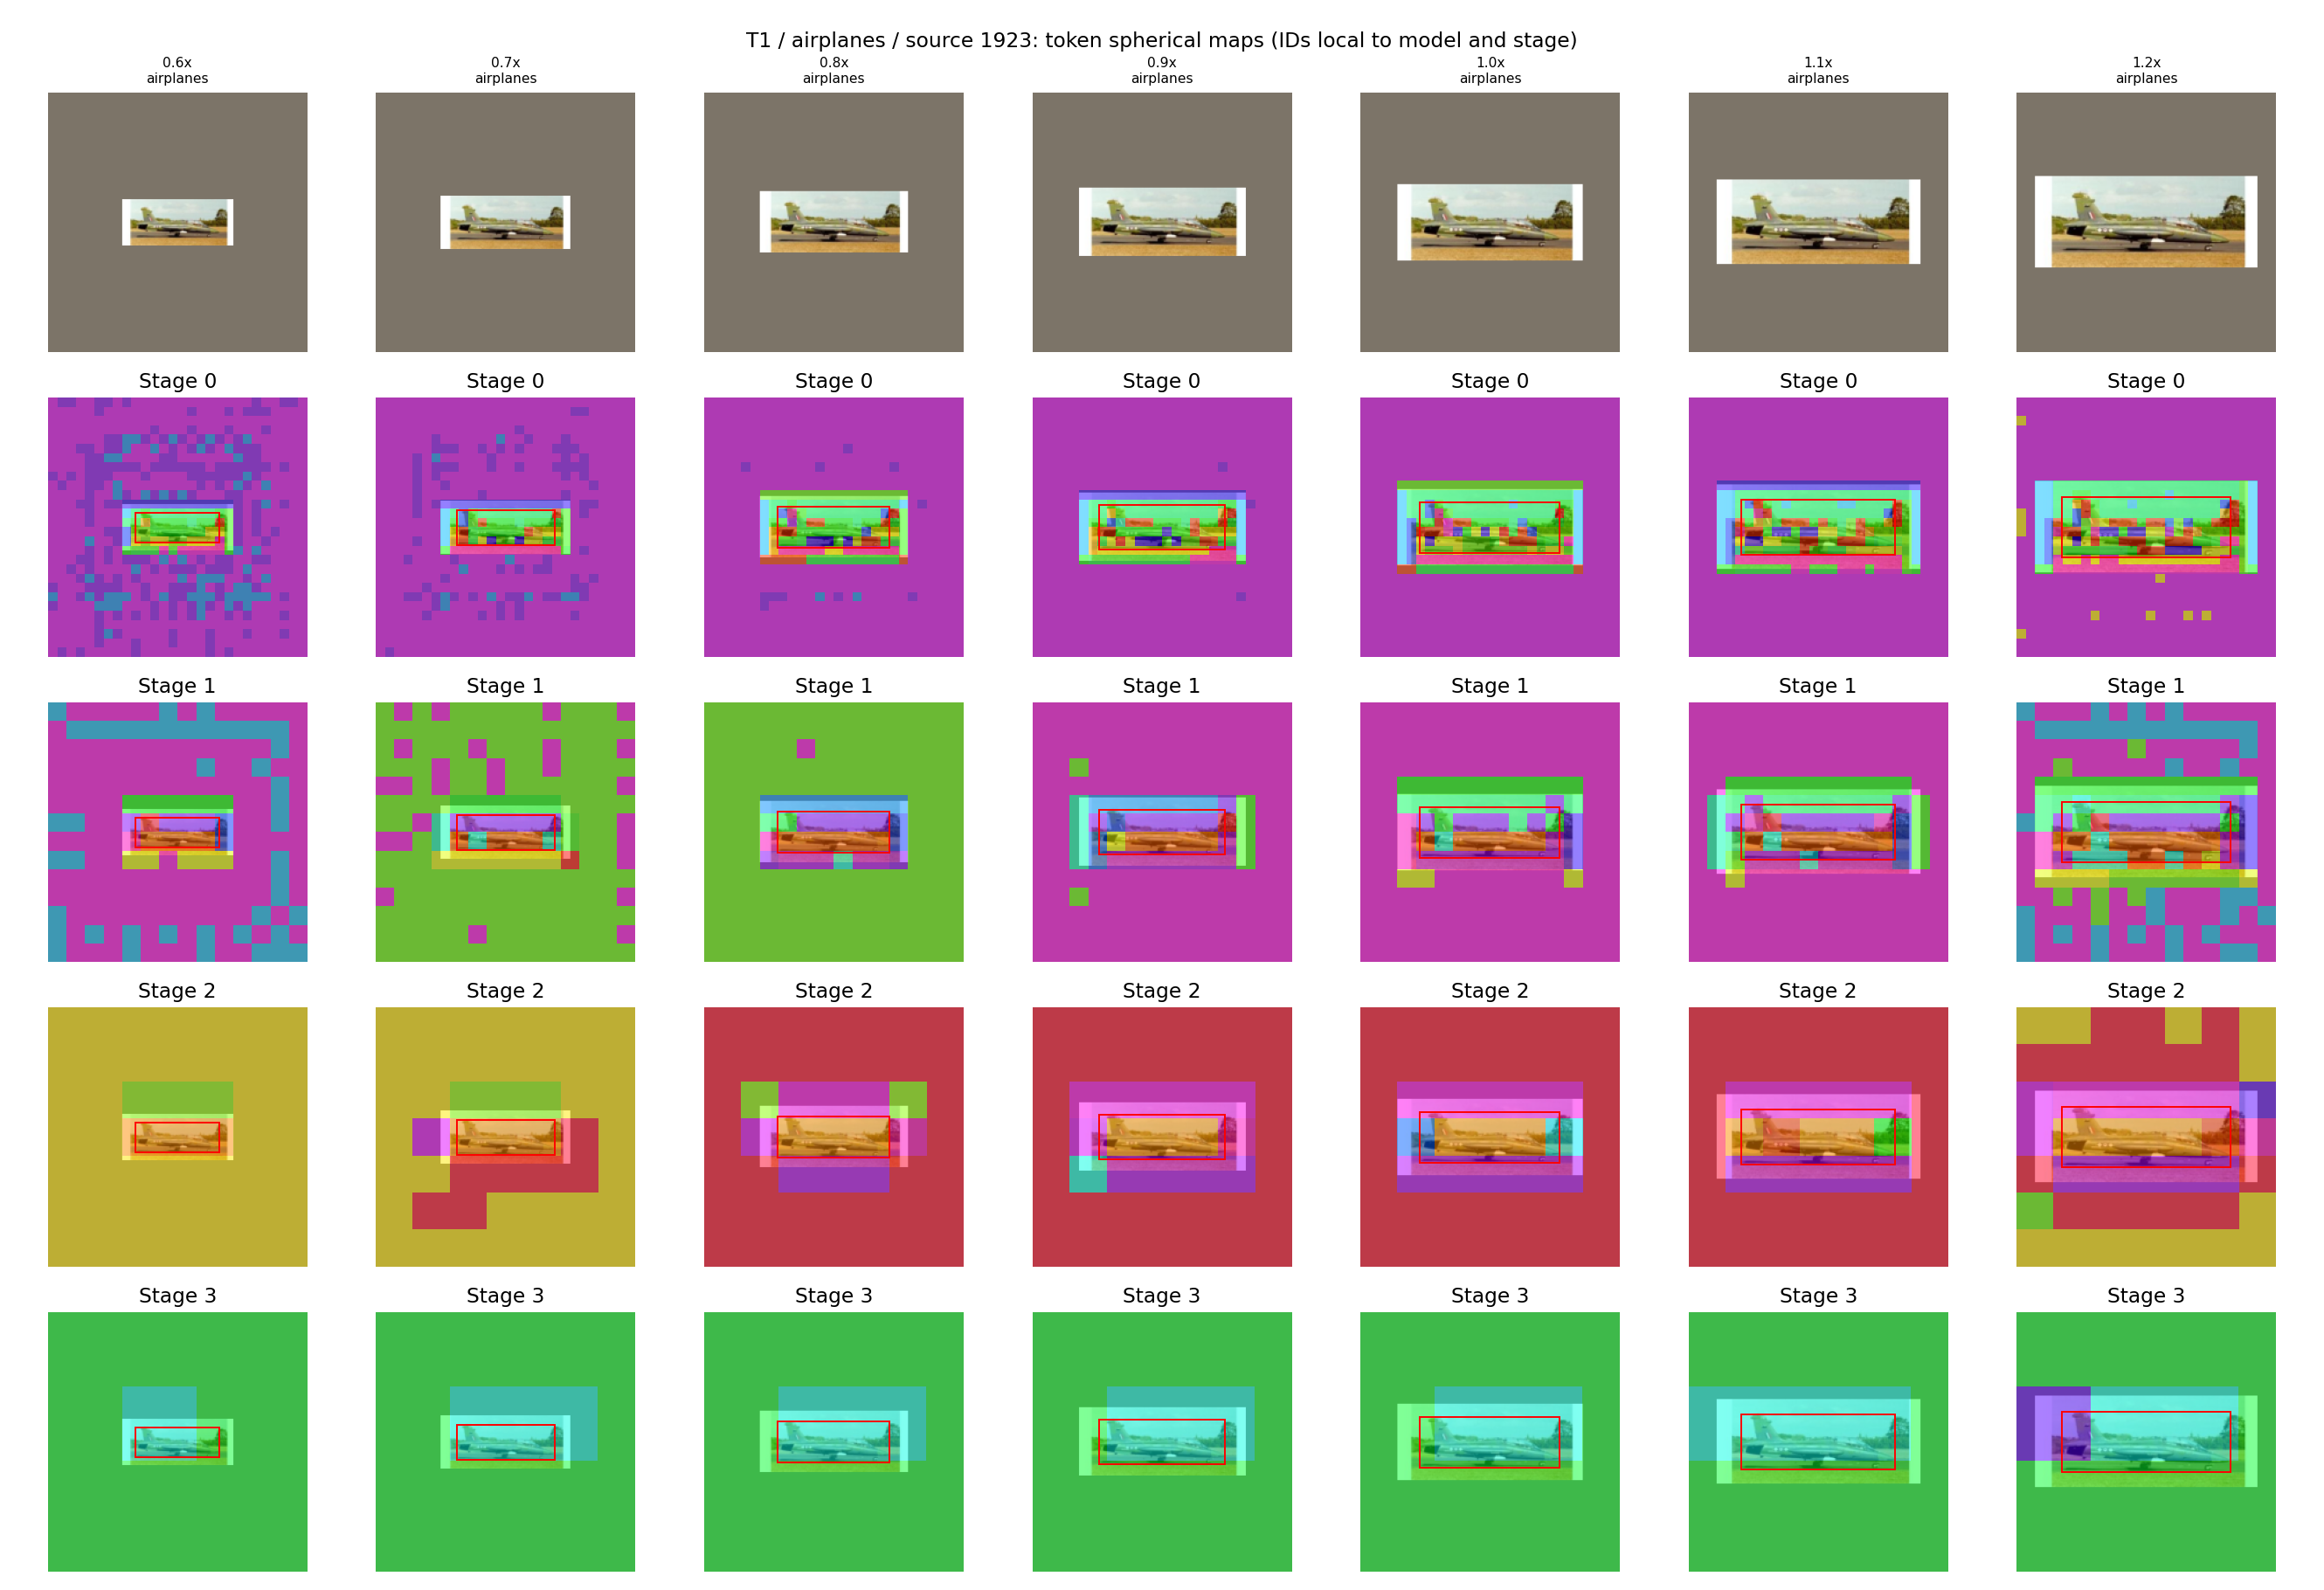 T1 / airplanes / source 1923: token spherical maps (IDs local to model and stage)
0.6x
airplanes
0.7x
airplanes
0.8x
airplanes
0.9x
airplanes
1.0x
airplanes
1.1x
airplanes
1.2x
airplanes
Stage 0 Stage 0 Stage 0 Stage 0 Stage 0 Stage 0 Stage 0
Stage 1 Stage 1 Stage 1 Stage 1 Stage 1 Stage 1 Stage 1
Stage 2 Stage 2 Stage 2 Stage 2 Stage 2 Stage 2 Stage 2
Stage 3 Stage 3 Stage 3 Stage 3 Stage 3 Stage 3 Stage 3